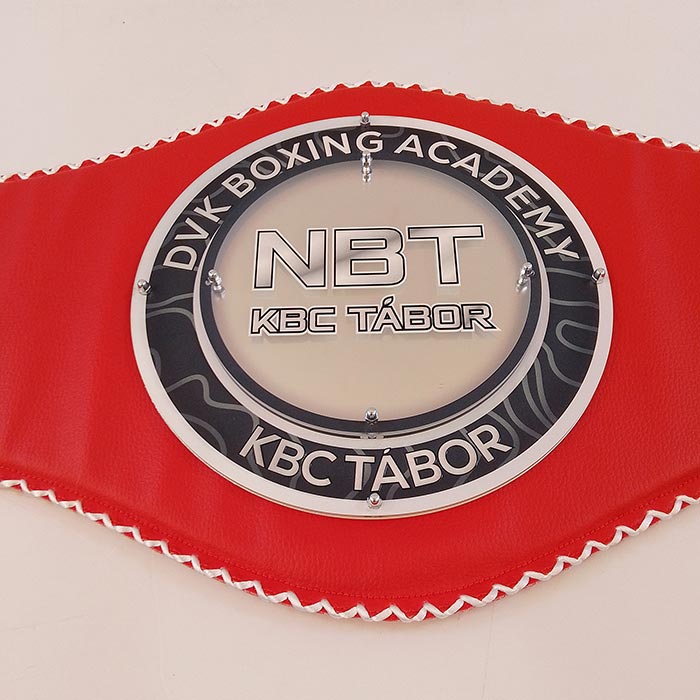 DVK BOXING ACADEMY
NBT
KBC TÁBOR
KBC TÁBOR